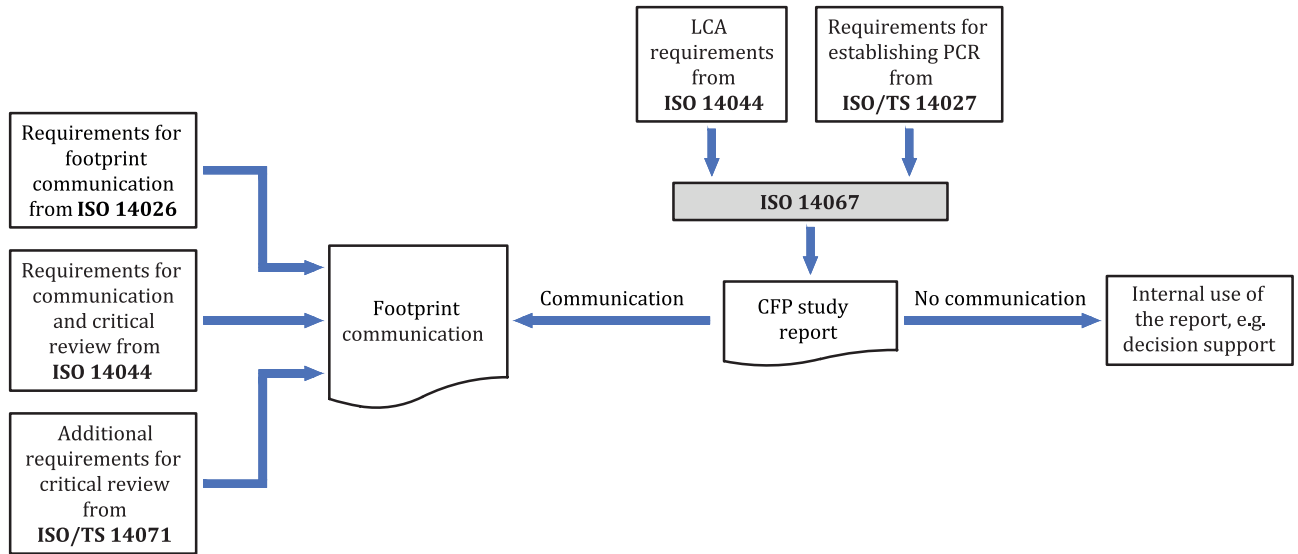 LCA
requirements
from
ISO 14044
Requirements for
establishing PCR
from
ISO/TS 14027
Requirements for
footprint
communication
from ISO 14026
ISO 14067
Requirements for
communication
and critical
review from
ISO 14044
Footprint
communication
Communication
CFP study
report
No communication
Internal use of
the report, e.g.
decision support
Additional
requirements for
critical review
from
ISO/TS 14071